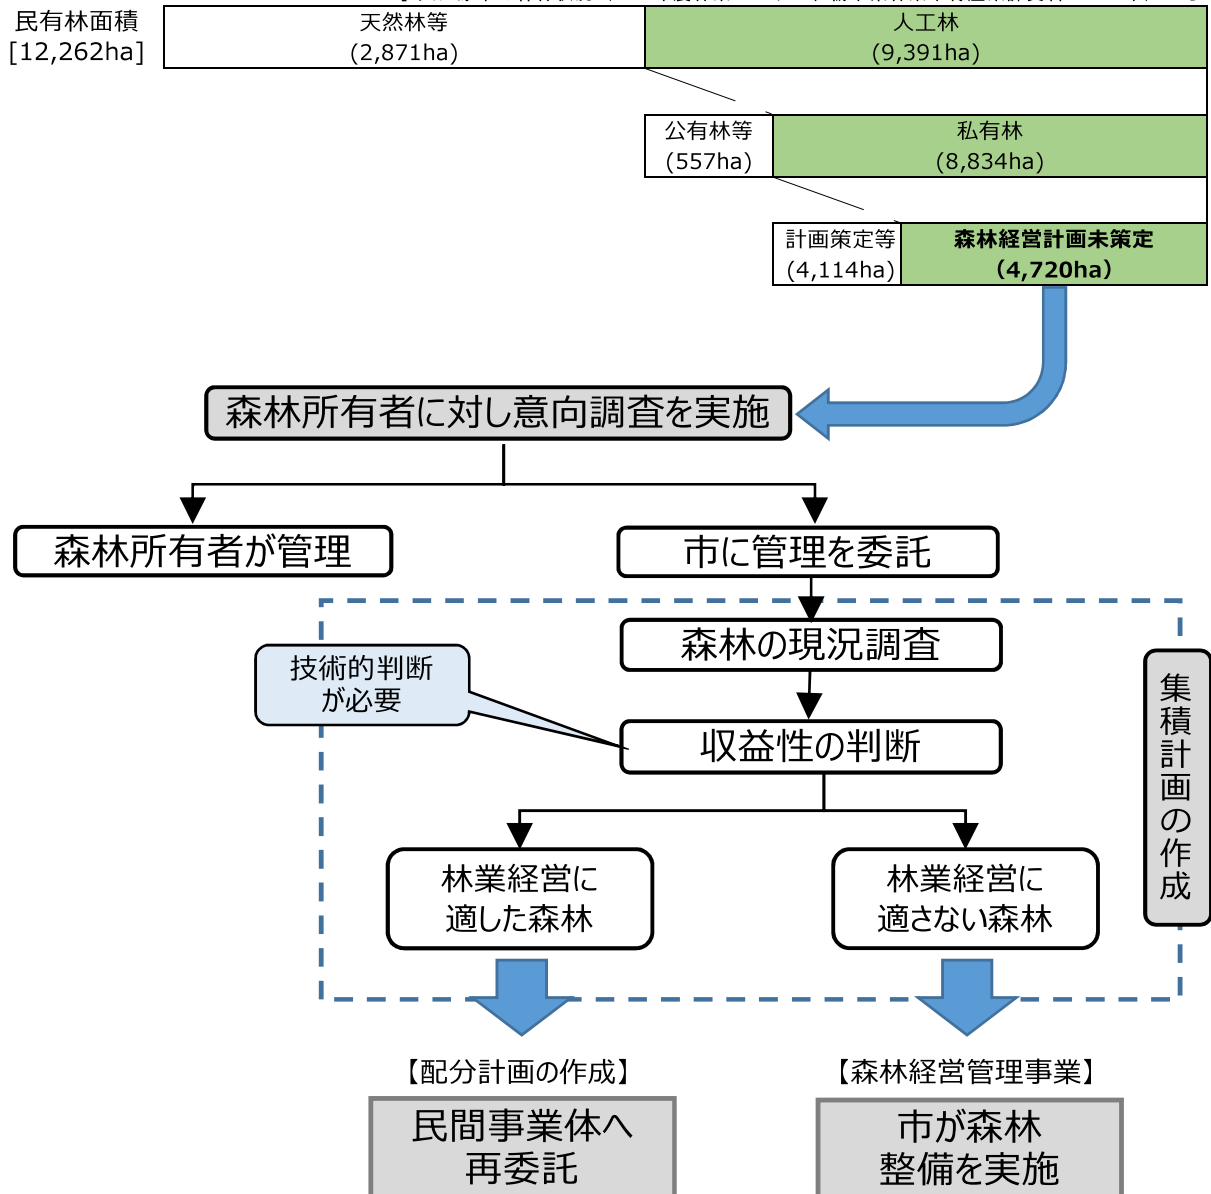 民有林面積
[12,262ha]
天然林等
(2,871ha)
人工林
(9,391ha)
公有林等
(557ha)
私有林
(8,834ha)
計画策定等
(4,114ha)
森林経営計画未策定
(4,720ha)
森林所有者に対し意向調査を実施
森林所有者が管理
市に管理を委託
森林の現況調査
技術的判断
が必要
収益性の判断
集積計画の作成
林業経営に
適した森林
林業経営に
適さない森林
【配分計画の作成】
【森林経営管理事業】
民間事業体へ
再委託
市が森林
整備を実施